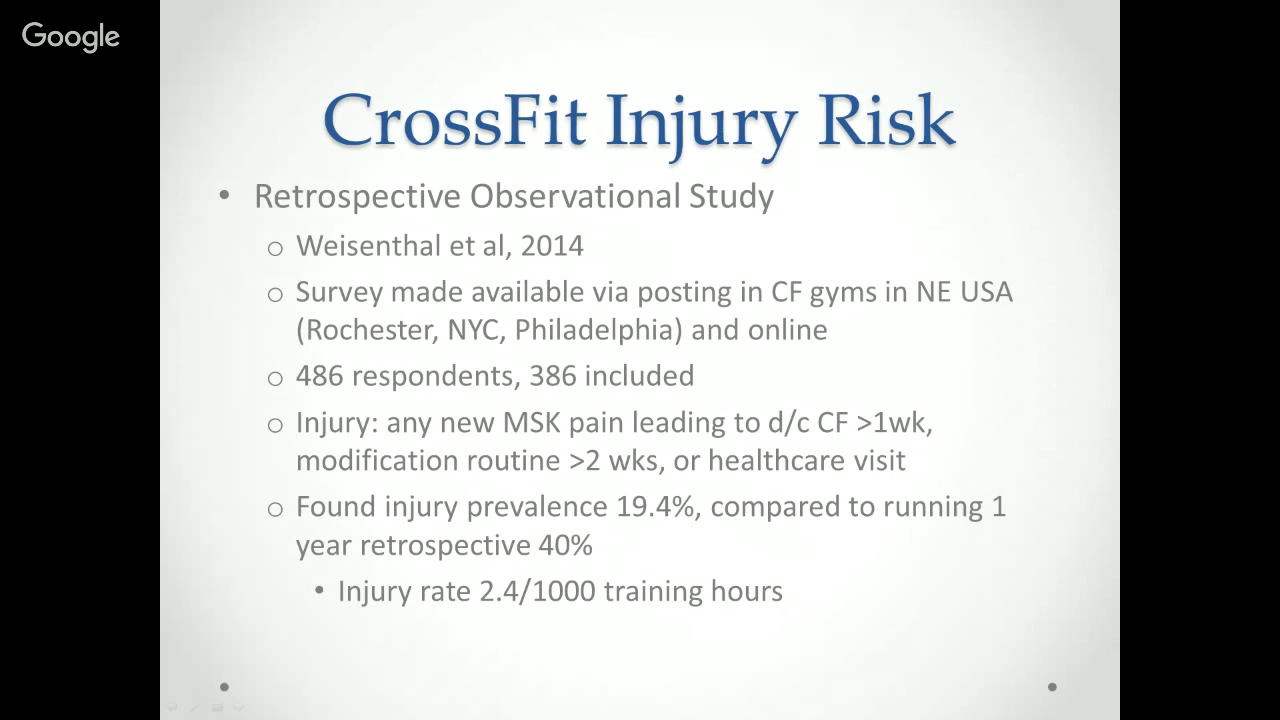 Google
CrossFit Injury Risk
• Retrospective Observational Study
o Weisenthal et al, 2014
o Survey made available via posting in CF gyms in NE USA
(Rochester, NYC, Philadelphia) and online
o 486 respondents, 386 included
o Injury: any new MSK pain leading to d/c CF >1wk,
modification routine >2 wks, or healthcare visit
o Found injury prevalence 19.4%, compared to running 1
year retrospective 40%
• Injury rate 2.4/1000 training hours